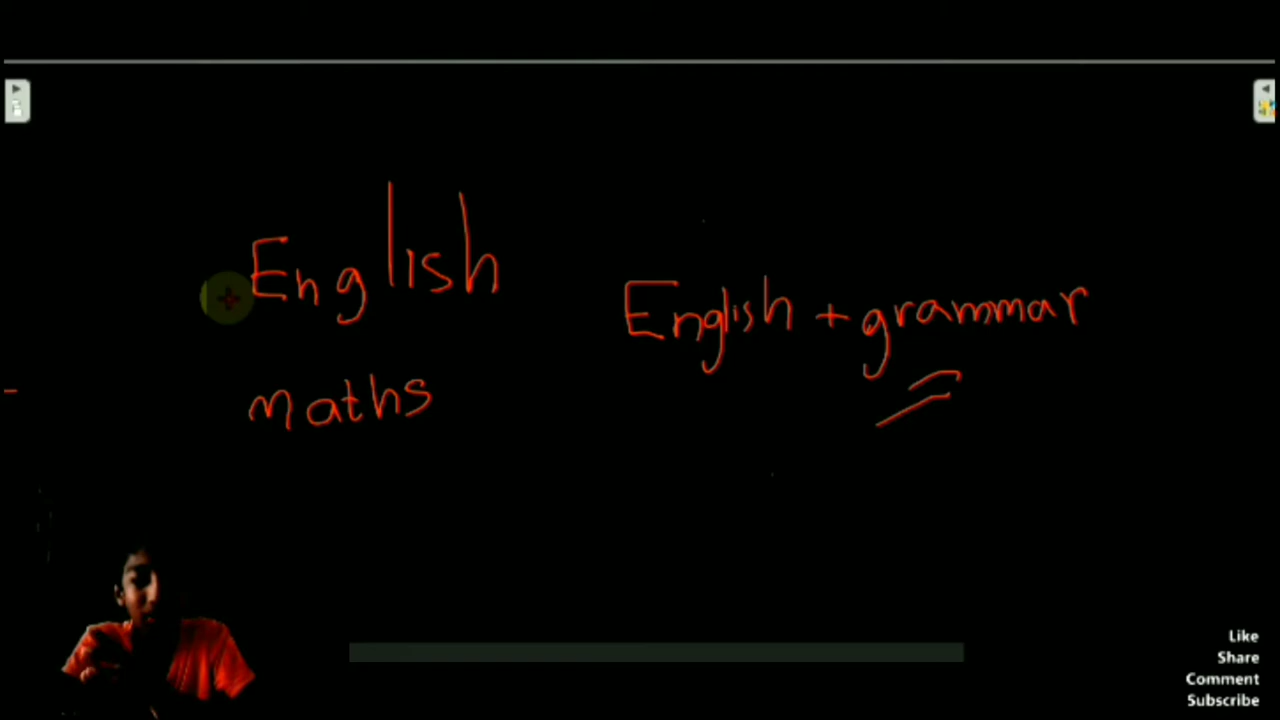 English
English + grammar
maths
Like
Share
Comment
Subscribe